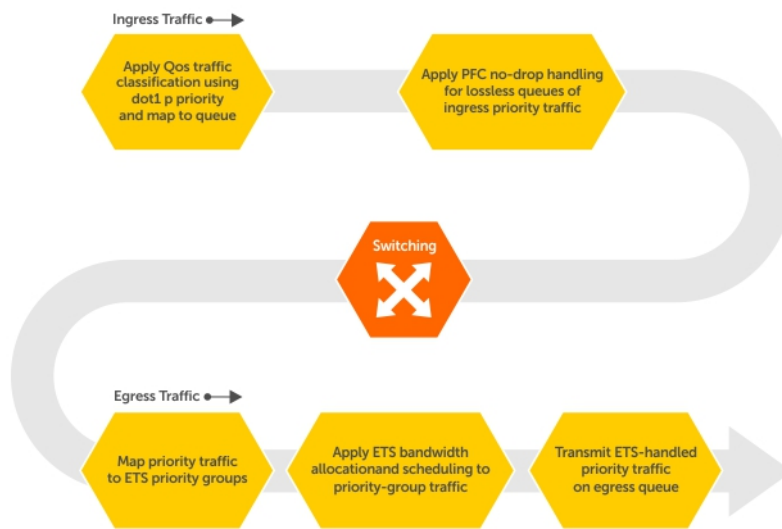 Ingress Traffic
Apply Qos traffic
classification using
dot1 p priority
and map to queue
Apply PFC no-drop handling
for lossless queues of
ingress priority traffic
Switching
Egress Traffic
Map priority traffic
to ETS priority groups
Apply ETS bandwidth
allocationand scheduling to
priority-group traffic
Transmit ETS-handled
priority traffic
on egress queue